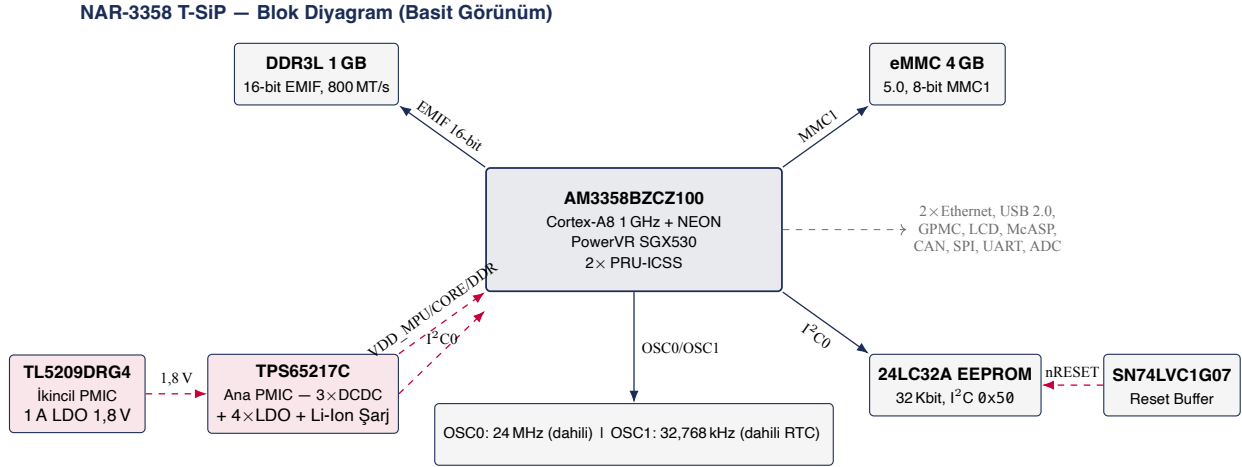 NAR-3358 T-SiP — Blok Diyagram (Basit Görünüm)
DDR3L 1 GB
16-bit EMIF, 800 MT/s
eMMC 4 GB
5.0, 8-bit MMC1
EMIF 16-bit
MMC1
AM3358BZCZ100
Cortex-A8 1 GHz + NEON
PowerVR SGX530
2× PRU-ICSS
2×Ethernet, USB 2.0,
GPMC, LCD, McASP,
CAN, SPI, UART, ADC
VDD_MPU/CORE/DDR
I²C0
OSC0/OSC1
I²C0
TL5209DRG4
İkincil PMIC
1 A LDO 1,8 V
1,8 V
TPS65217C
Ana PMIC — 3×DCDC
+ 4×LDO + Li-Ion Şarj
24LC32A EEPROM
32 Kbit, I²C 0x50
nRESET
SN74LVC1G07
Reset Buffer
OSC0: 24 MHz (dahili) | OSC1: 32,768 kHz (dahili RTC)